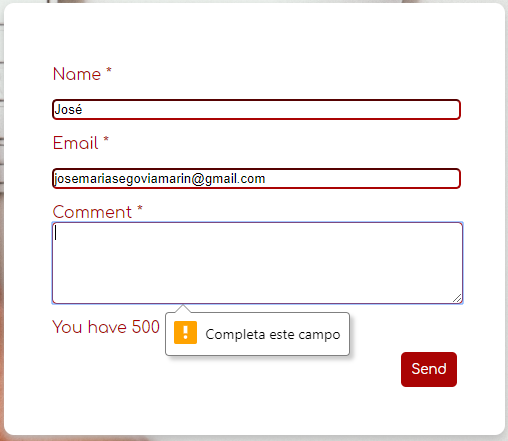 Name *
José
Email *
josemariasegoviamarin@gmail.com
Comment *
You have 500
! Completa este campo
Send